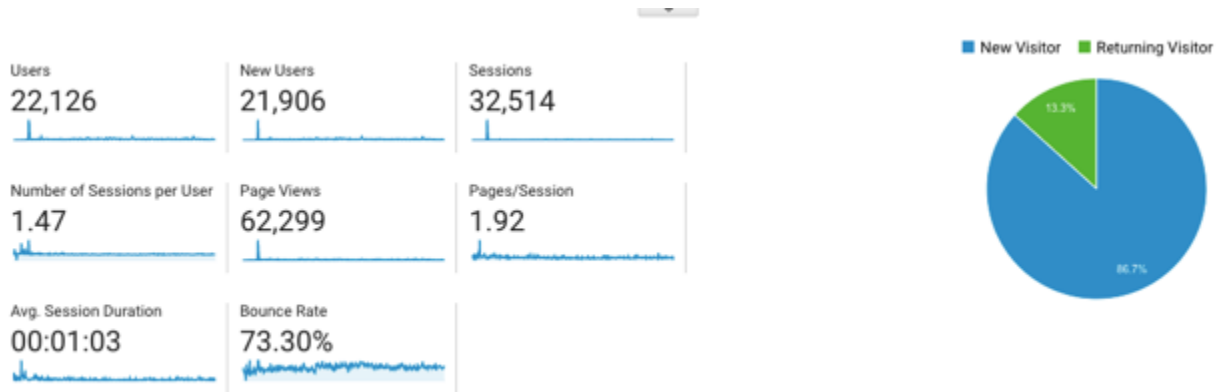 New Visitor Returning Visitor
Users New Users Sessions
22,126 21,906 32,514
Number of Sessions per User Page Views Pages/Session
1.47 62,299 1.92
Avg. Session Duration Bounce Rate
00:01:03 73.30%
13.3%
86.7%